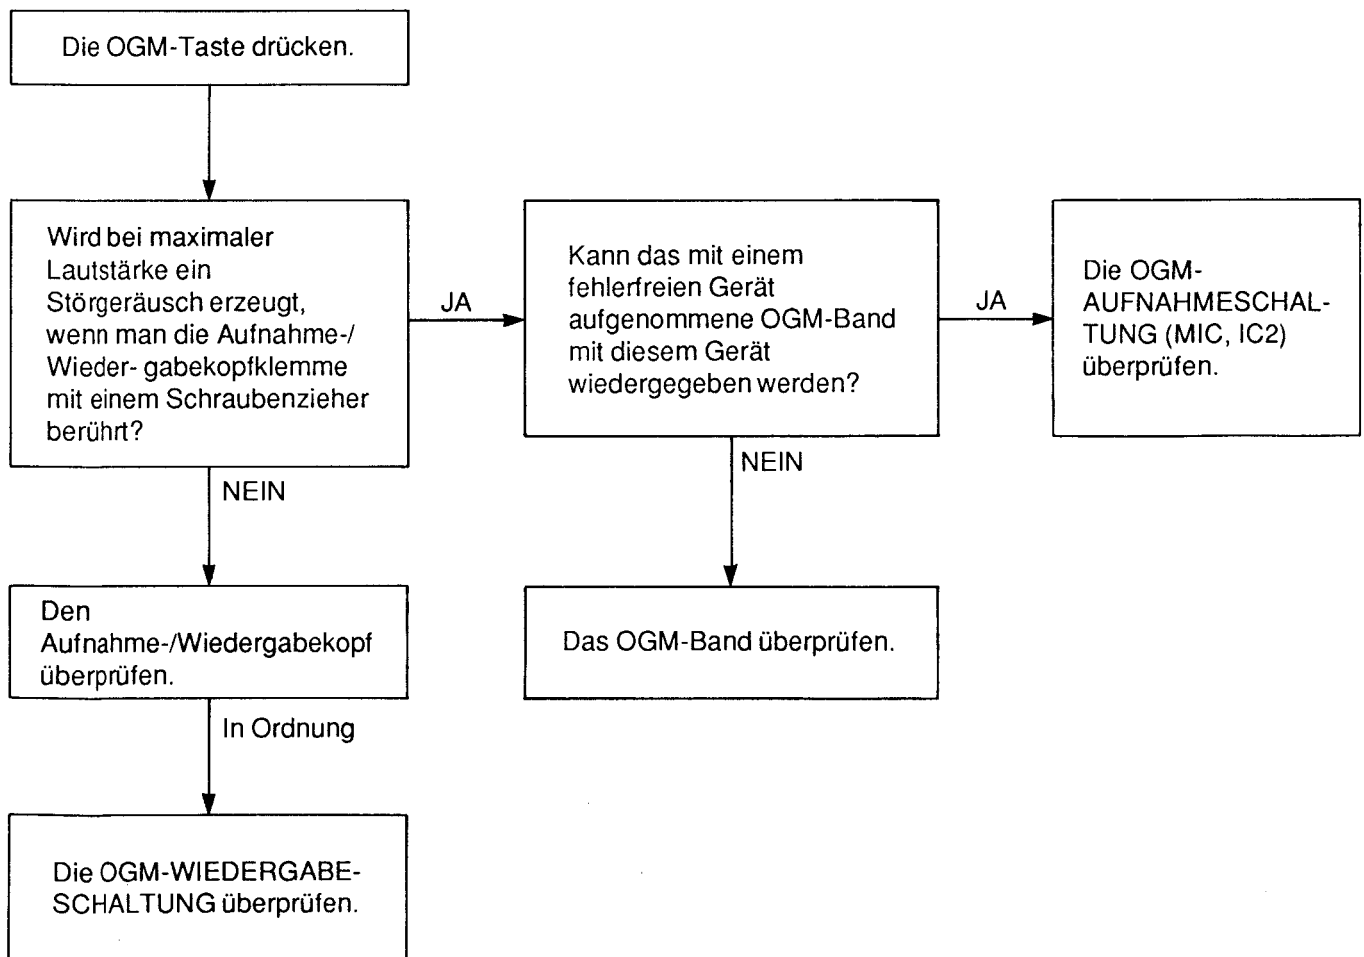 Die OGM-Taste drücken.
Wird bei maximaler
Lautstärke ein
Störgeräusch erzeugt,
wenn man die Aufnahme-/
Wieder- gabekopfklemme
mit einem Schraubenzieher
berührt?
JA
Kann das mit einem
fehlerfreien Gerät
aufgenommene OGM-Band
mit diesem Gerät
wiedergegeben werden?
JA
Die OGM-
AUFNAHMESCHAL-
TUNG (MIC, IC2)
überprüfen.
NEIN
NEIN
Den
Aufnahme-/Wiedergabekopf
überprüfen.
Das OGM-Band überprüfen.
In Ordnung
Die OGM-WIEDERGABE-
SCHALTUNG überprüfen.